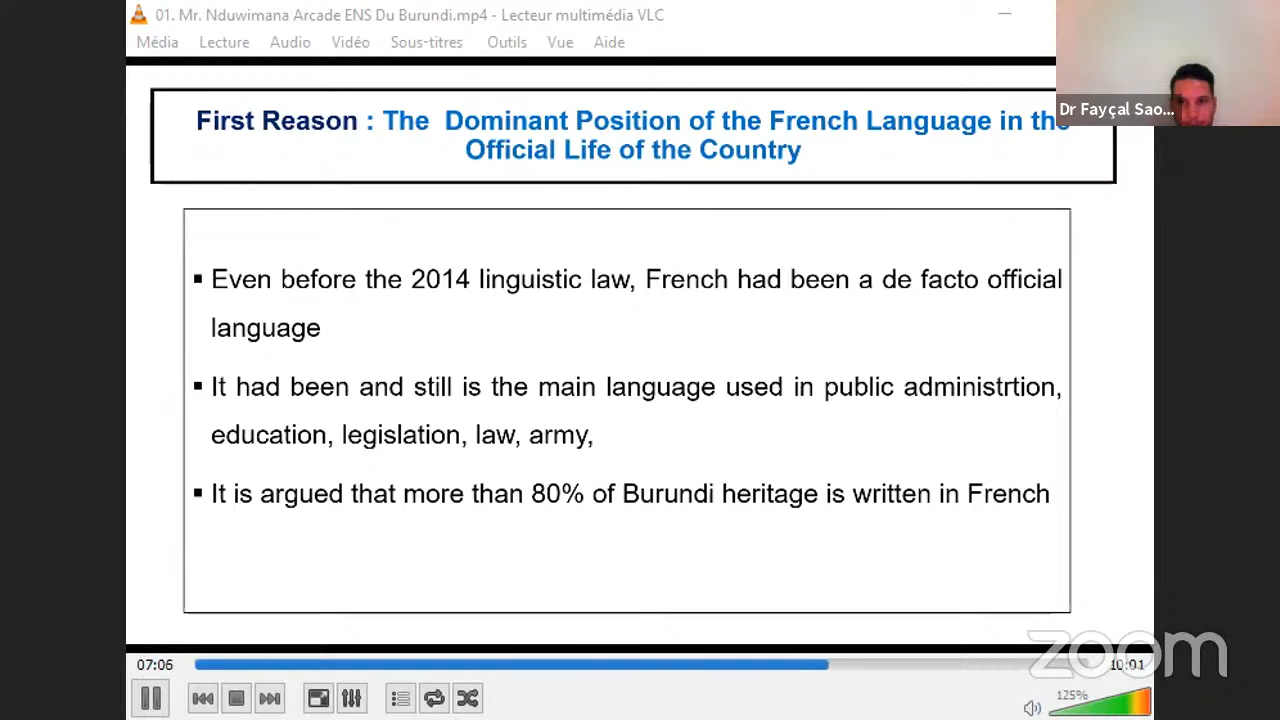 01. Mr. Nduwimana Arcade ENS Du Burundi.mp4 - Lecteur multimédia VLC
Média Lecture Audio Vidéo Sous-titres Outils Vue Aide
Dr Fayçal Sao...
First Reason : The Dominant Position of the French Language in the
Official Life of the Country
▪ Even before the 2014 linguistic law, French had been a de facto official
language
▪ It had been and still is the main language used in public administrtion,
education, legislation, law, army,
▪ It is argued that more than 80% of Burundi heritage is written in French
zoom
07:06
10:01
125%